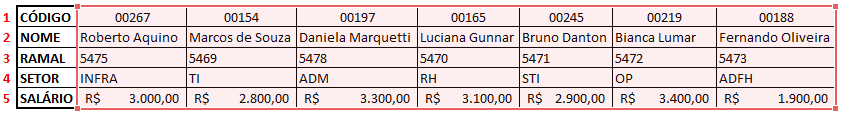 1 CÓDIGO 00267 00154 00197 00165 00245 00219 00188
2 NOME Roberto Aquino Marcos de Souza Daniela Marquetti Luciana Gunnar Bruno Danton Bianca Lumar Fernando Oliveira
3 RAMAL 5475 5469 5478 5470 5471 5472 5473
4 SETOR INFRA TI ADM RH STI OP ADFH
5 SALÁRIO R$ 3.000,00 R$ 2.800,00 R$ 3.300,00 R$ 3.100,00 R$ 2.900,00 R$ 3.400,00 R$ 1.900,00